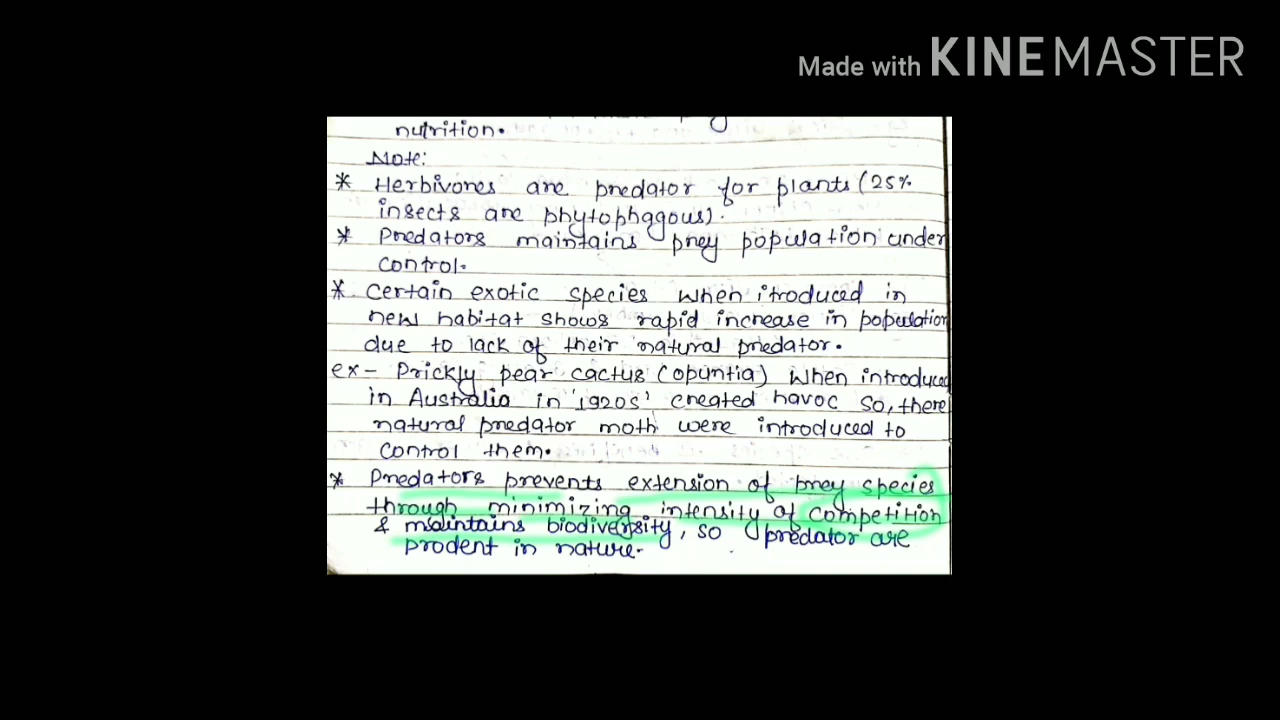 Made with KINEMASTER
nutrition.
Note:
* Herbivores are predator for plants (25%
insects are phytophagous).
* Predators maintains prey population under
control.
* Certain exotic species when itroduced in
new habitat shows rapid increase in population
due to lack of their natural predator.
ex- Prickly pear cactus (opuntia) when introduced
in Australia in '1920s' created havoc so, there
natural predator moth were introduced to
control them.
* Predators prevents extension of prey species
through minimizing intensity of competition
& maintains biodiversity, so predator are
prodent in nature.